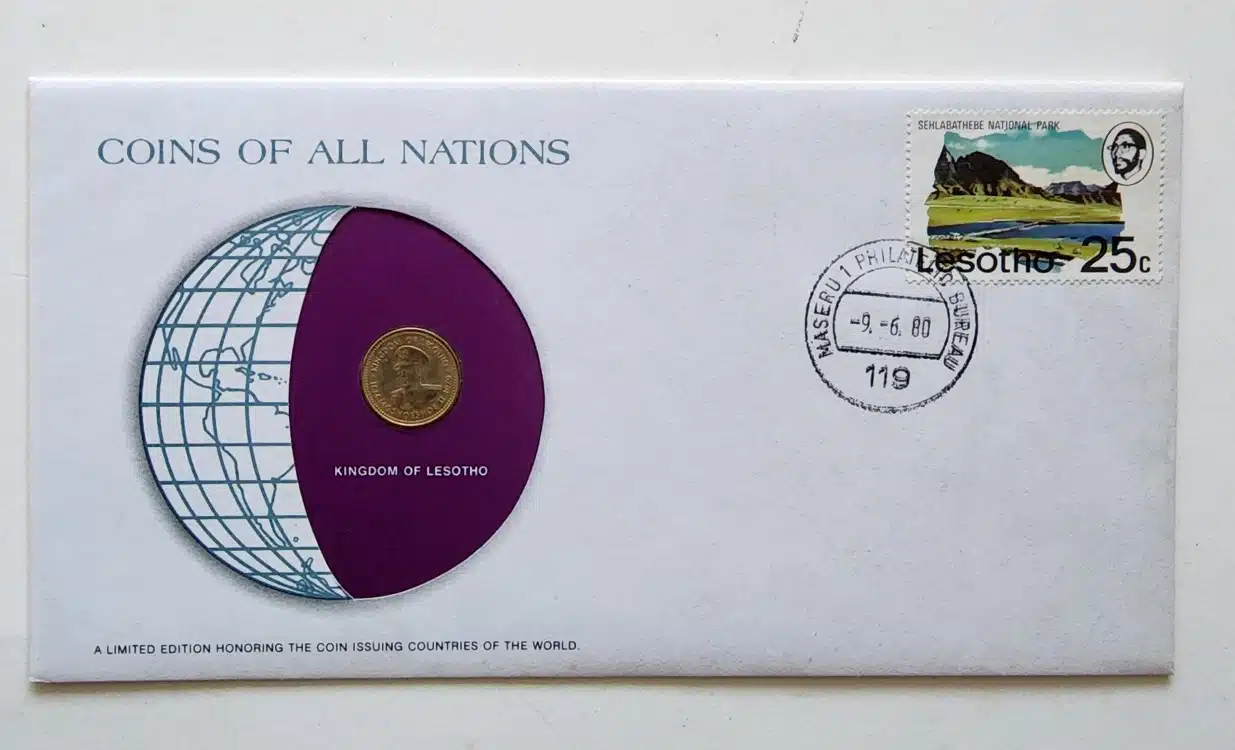 COINS OF ALL NATIONS
SEHLABATHEBE NATIONAL PARK
Lesotho 25c
MASERU 1 PHILATELIC BUREAU
-9.-6.80
119
KINGDOM OF LESOTHO
A LIMITED EDITION HONORING THE COIN ISSUING COUNTRIES OF THE WORLD.